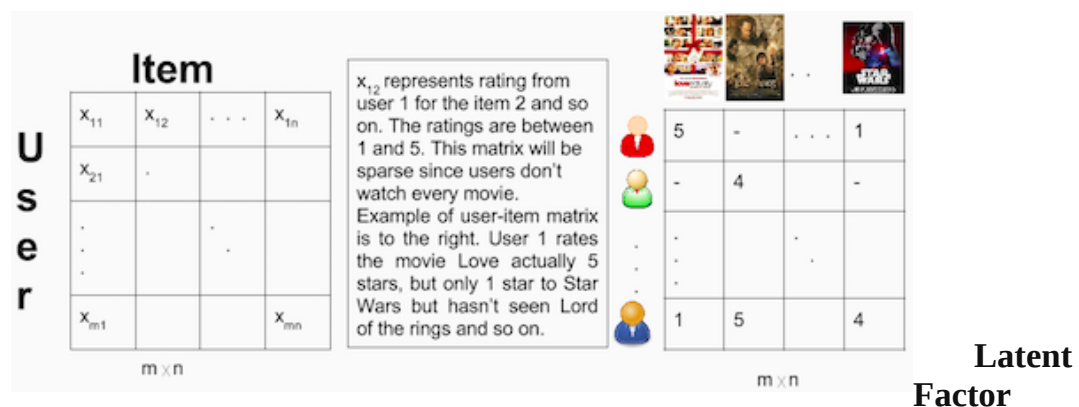 Item
User
x11 x12 . . . x1n
x21 .
xm1 xmn
m x n
x12 represents rating from
user 1 for the item 2 and so
on. The ratings are between
1 and 5. This matrix will be
sparse since users don't
watch every movie.
Example of user-item matrix
is to the right. User 1 rates
the movie Love actually 5
stars, but only 1 star to Star
Wars but hasn't seen Lord
of the rings and so on.
STAR
WARS
5 - . . . 1
- 4 -
1 5 4
m x n
Latent
Factor